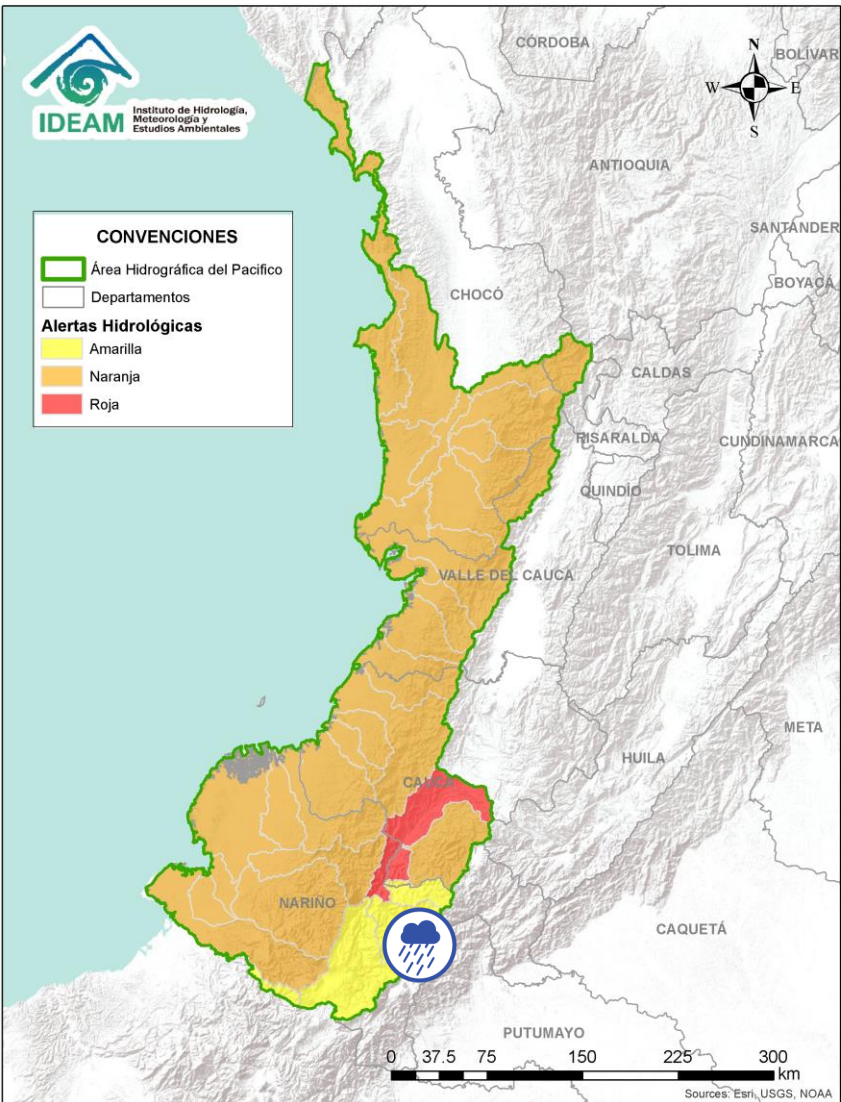 IDEAM
Instituto de Hidrología,
Meteorología y
Estudios Ambientales
CÓRDOBA
BOLIVAR
N
W
E
S
ANTIOQUIA
SANTANDER
BOYACÁ
CONVENCIONES
Área Hidrográfica del Pacifico
Departamentos
Alertas Hidrológicas
Amarilla
Naranja
Roja
CHOCÓ
CALDAS
RISARALDA
CUNDINAMARCA
QUINDÍO
TOLIMA
VALLE DEL CAUCA
META
HUILA
CAUCA
NARIÑO
CAQUETÁ
PUTUMAYO
0 37.5 75 150 225 300
km
Sources: Esri, USGS, NOAA